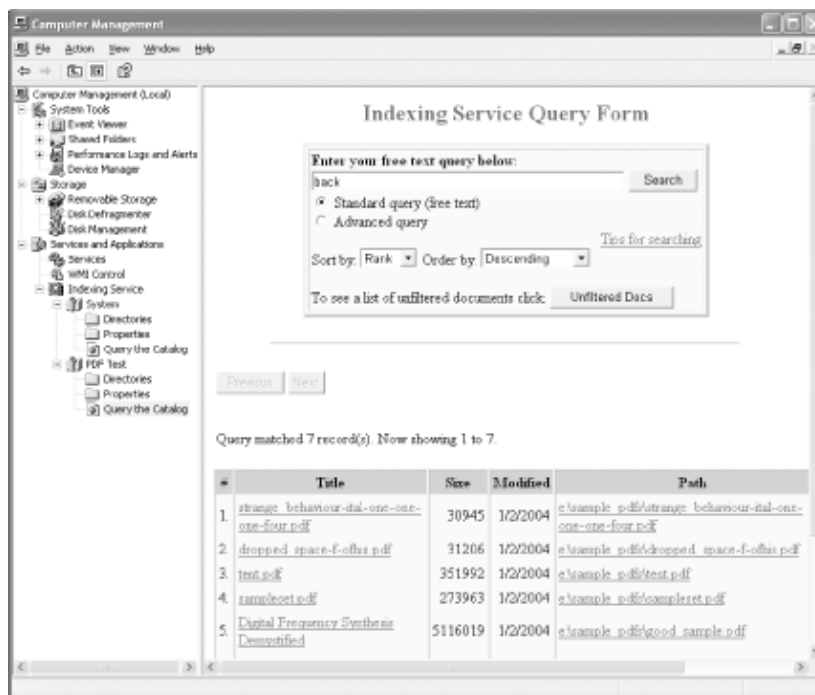 Computer Management
File Action View Window Help
Computer Management (Local)
System Tools
Event Viewer
Shared Folders
Performance Logs and Alerts
Device Manager
Storage
Removable Storage
Disk Defragmenter
Disk Management
Services and Applications
Services
WMI Control
Indexing Service
System
Directories
Properties
Query the Catalog
PDF Test
Directories
Properties
Query the Catalog
Indexing Service Query Form
Enter your free text query below:
back Search
Standard query (free text)
Advanced query
Tips for searching
Sort by: Rank Order by: Descending
To see a list of unfiltered documents click: Unfiltered Docs
Previous Next
Query matched 7 record(s). Now showing 1 to 7.
# Title Size Modified Path
1. strange_behaviour-ital-one-one- 30945 1/2/2004 e:\sample_pdfs\strange_behaviour-ital-one-
one-four.pdf one-one-four.pdf
2. dropped_space-f-ofhis.pdf 31206 1/2/2004 e:\sample_pdfs\dropped_space-f-ofhis.pdf
3. test.pdf 351992 1/2/2004 e:\sample_pdfs\test.pdf
4. sampleset.pdf 273963 1/2/2004 e:\sample_pdfs\sampleset.pdf
5. Digital Frequency Synthesis 5116019 1/2/2004 e:\sample_pdfs\good_sample.pdf
Demystified